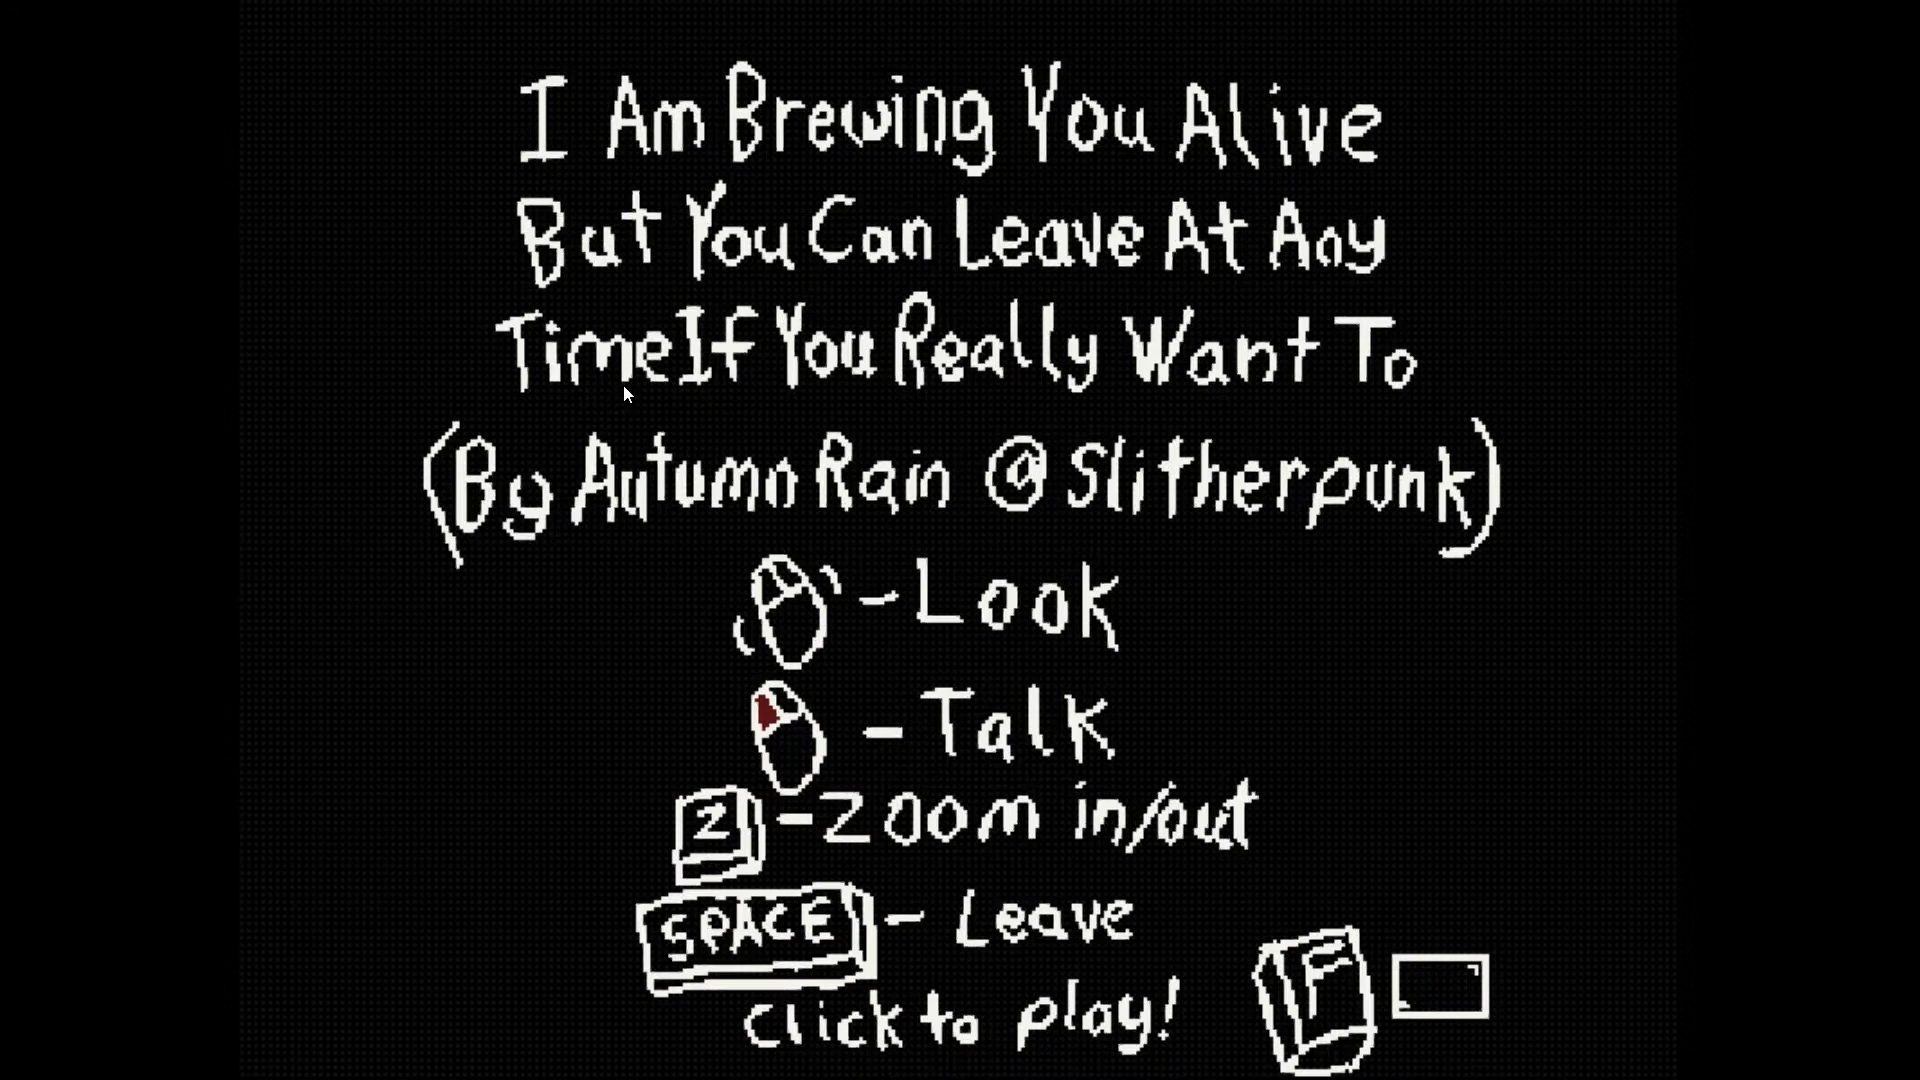 I Am Brewing You Alive
But You Can Leave At Any
Time If You Really Want To
(By Autumn Rain @ Slitherpunk)
- Look
- Talk
Z - Zoom in/out
SPACE - Leave
Click to play!
F